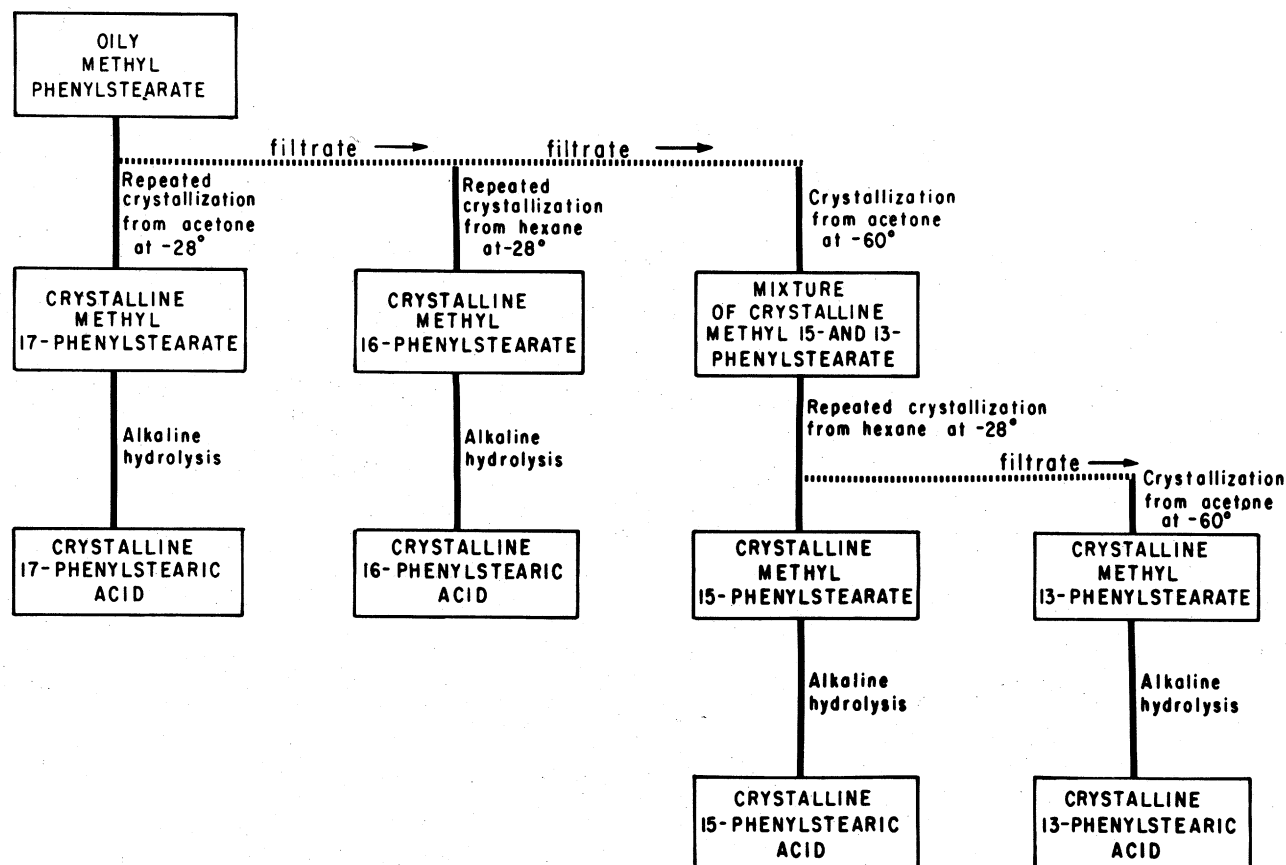 OILY
METHYL
PHENYLSTEARATE
filtrate
filtrate
Repeated
crystallization
from acetone
at -28°
Repeated
crystallization
from hexane
at-28°
Crystallization
from acetone
at -60°
CRYSTALLINE
METHYL
17-PHENYLSTEARATE
CRYSTALLINE
METHYL
16-PHENYLSTEARATE
MIXTURE
OF CRYSTALLINE
METHYL 15-AND 13-
PHENYLSTEARATE
Alkaline
hydrolysis
Alkaline
hydrolysis
Repeated crystallization
from hexane at -28°
filtrate
Crystallization
from acetone
at -60°
CRYSTALLINE
17-PHENYLSTEARIC
ACID
CRYSTALLINE
16-PHENYLSTEARIC
ACID
CRYSTALLINE
METHYL
15-PHENYLSTEARATE
CRYSTALLINE
METHYL
13-PHENYLSTEARATE
Alkaline
hydrolysis
Alkaline
hydrolysis
CRYSTALLINE
15-PHENYLSTEARIC
ACID
CRYSTALLINE
13-PHENYLSTEARIC
ACID